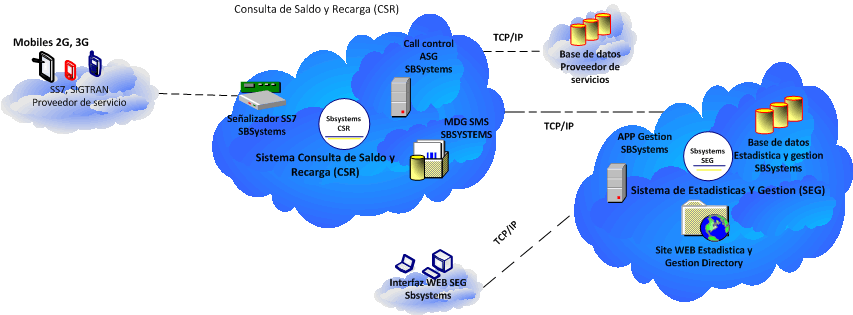 Consulta de Saldo y Recarga (CSR)
Mobiles 2G, 3G
SS7, SIGTRAN
Proveedor de servicio
Señalizador SS7
SBSystems
Sbsystems
CSR
Sistema Consulta de Saldo y
Recarga (CSR)
Call control
ASG
SBSystems
MDG SMS
SBSYSTEMS
TCP/IP
Base de datos
Proveedor de
servicios
TCP/IP
APP Gestion
SBSystems
Sbsystems
SEG
Base de datos
Estadistica y gestion
SBSystems
Sistema de Estadisticas Y Gestion (SEG)
Site WEB Estadistica y
Gestion Directory
TCP/IP
Interfaz WEB SEG
Sbsystems